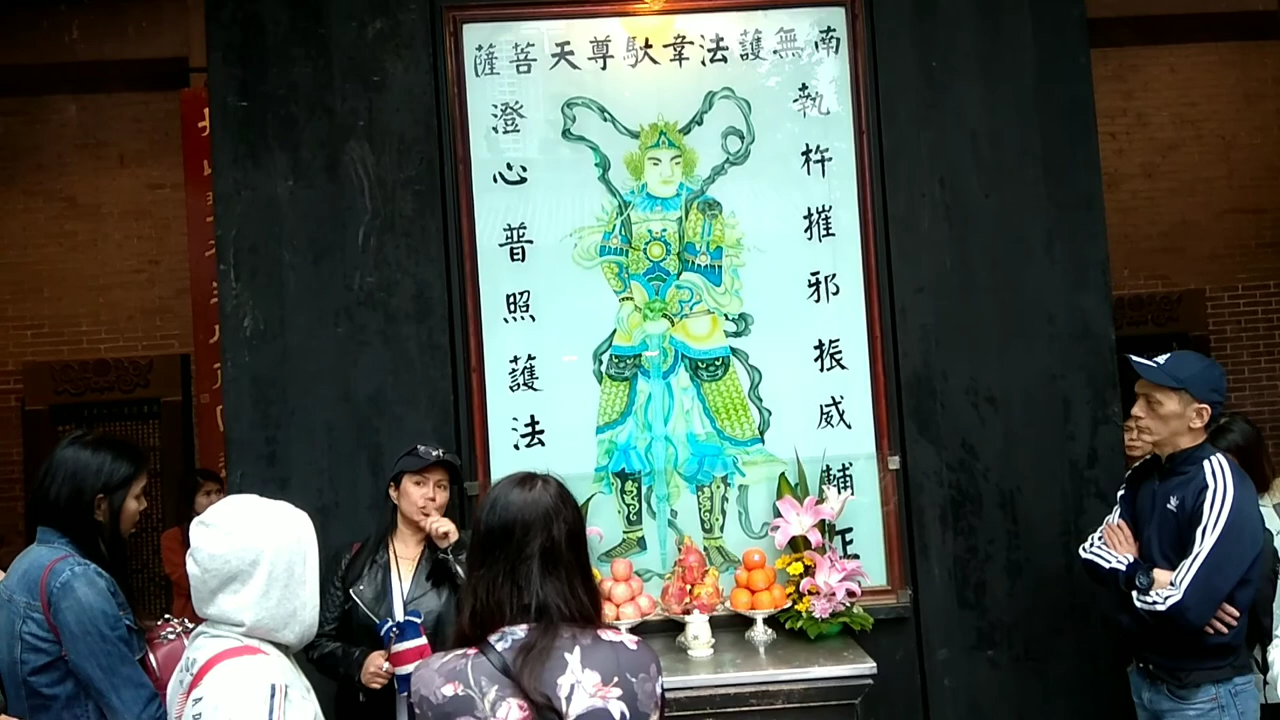 南無護法韋馱尊天菩薩
執杵摧邪振威輔正
澄心普照護法